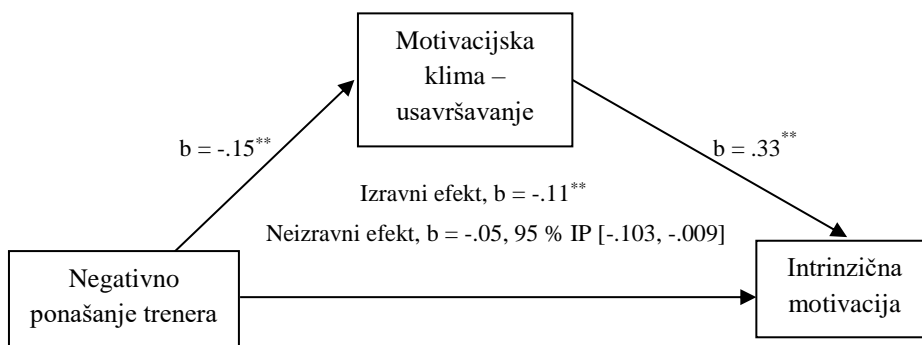 Motivacijska
klima –
usavršavanje
b = -.15**
b = .33**
Izravni efekt, b = -.11**
Neizravni efekt, b = -.05, 95 % IP [-.103, -.009]
Negativno
ponašanje trenera
Intrinzična
motivacija